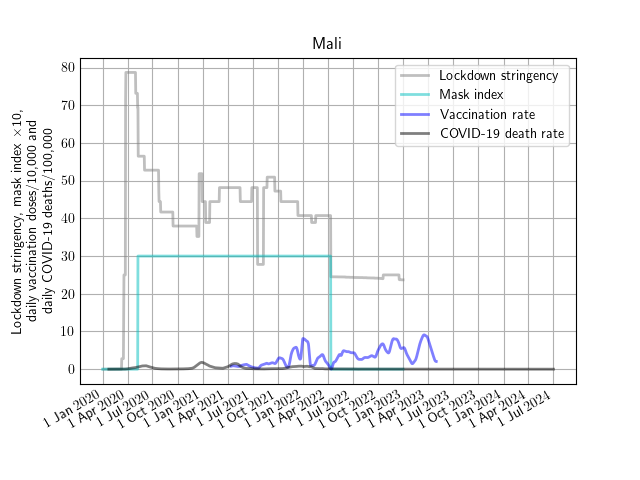 Mali
Lockdown stringency
Mask index
Vaccination rate
COVID-19 death rate
Lockdown stringency, mask index ×10,
daily vaccination doses/10,000 and
daily COVID-19 deaths/100,000
80
70
60
50
40
30
20
10
0
1 Jan 2020
1 Apr 2020
1 Jul 2020
1 Oct 2020
1 Jan 2021
1 Apr 2021
1 Jul 2021
1 Oct 2021
1 Jan 2022
1 Apr 2022
1 Jul 2022
1 Oct 2022
1 Jan 2023
1 Apr 2023
1 Jul 2023
1 Oct 2023
1 Jan 2024
1 Apr 2024
1 Jul 2024